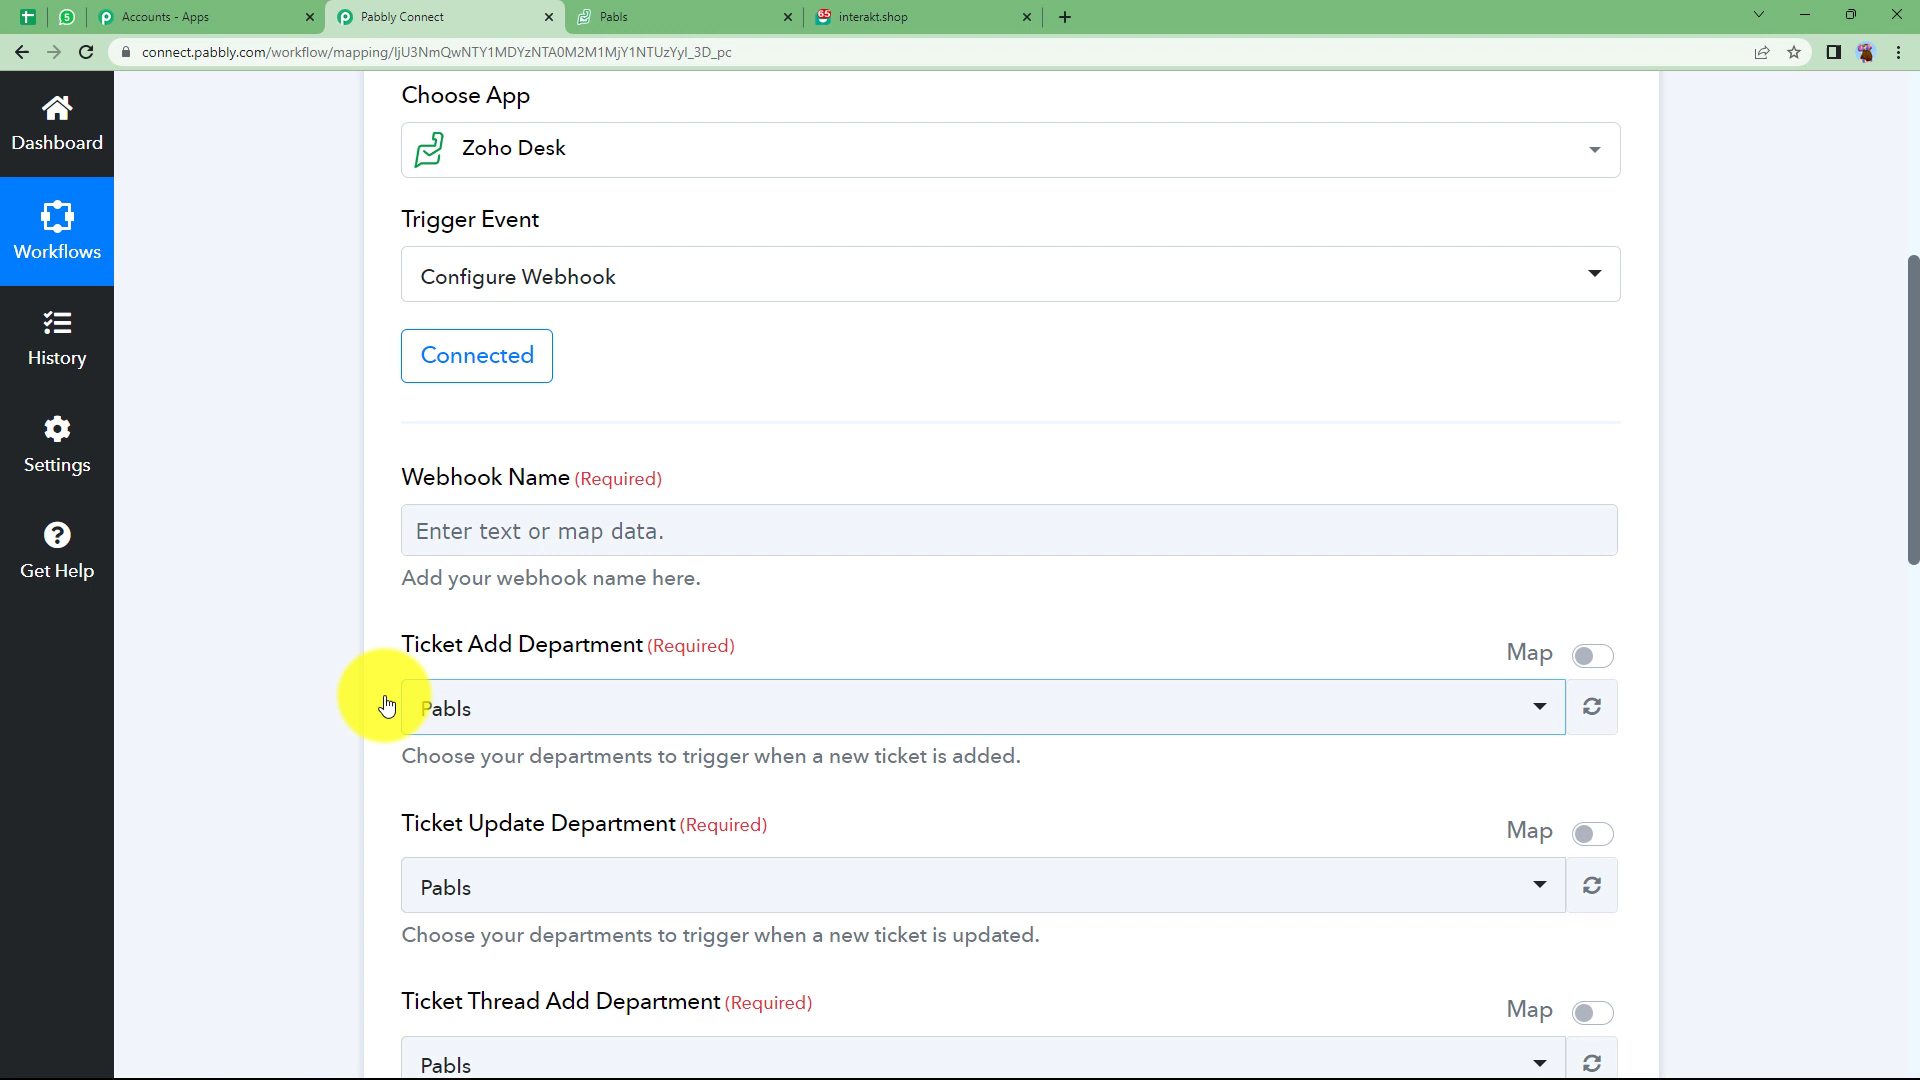 Accounts - Apps
Pabbly Connect
Pabls
65
interakt.shop
connect.pabbly.com/workflow/mapping/IjU3NmQwNTY1MDYzNTA0M2M1MjY1NTUzYyI_3D_pc
Dashboard
Workflows
History
Settings
Get Help
Choose App
Zoho Desk
Trigger Event
Configure Webhook
Connected
Webhook Name (Required)
Enter text or map data.
Add your webhook name here.
Ticket Add Department (Required)
Map
Pabls
Choose your departments to trigger when a new ticket is added.
Ticket Update Department (Required)
Map
Pabls
Choose your departments to trigger when a new ticket is updated.
Ticket Thread Add Department (Required)
Map
Pabls